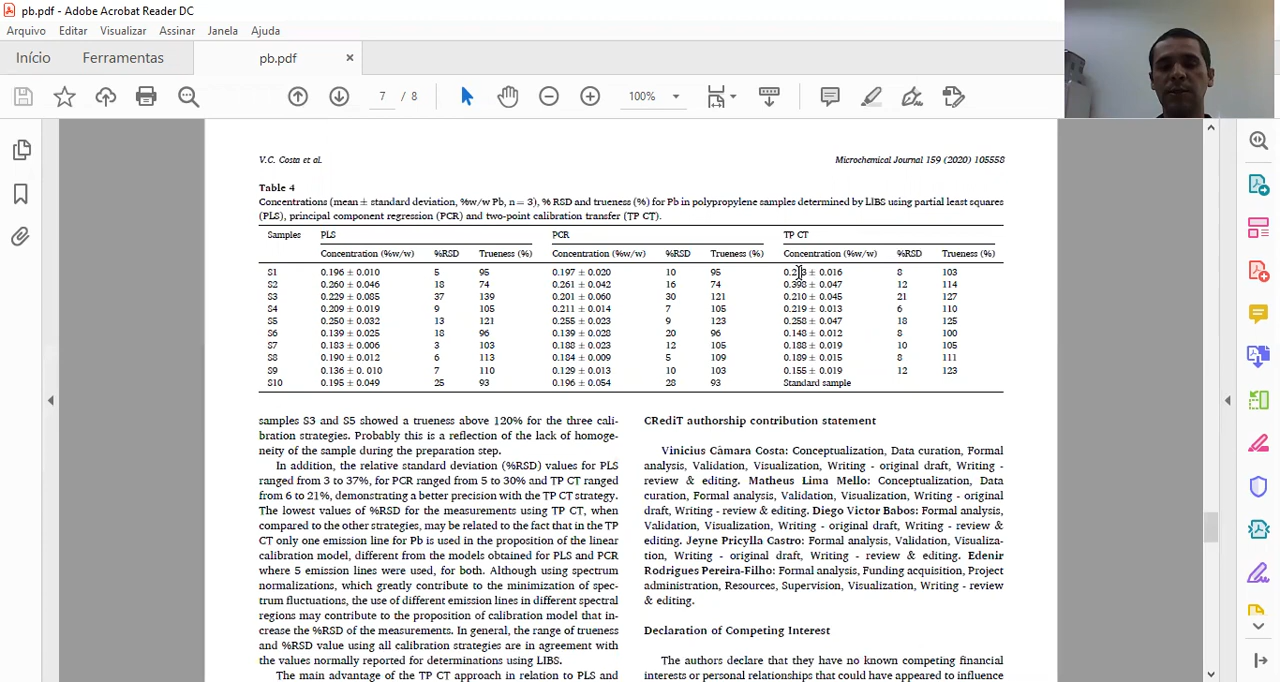 pb.pdf - Adobe Acrobat Reader DC
Arquivo Editar Visualizar Assinar Janela Ajuda
Início Ferramentas pb.pdf ×
7 / 8 100%
V.C. Costa et al. Microchemical Journal 159 (2020) 105558
Table 4
Concentrations (mean ± standard deviation, %w/w Pb, n = 3), % RSD and trueness (%) for Pb in polypropylene samples determined by LIBS using partial least squares
(PLS), principal component regression (PCR) and two-point calibration transfer (TP CT).
Samples PLS PCR TP CT
Concentration (%w/w) %RSD Trueness (%) Concentration (%w/w) %RSD Trueness (%) Concentration (%w/w) %RSD Trueness (%)
S1 0.196 ± 0.010 5 95 0.197 ± 0.020 10 95 ± 0.016 8 103
S2 0.260 ± 0.046 18 74 0.261 ± 0.042 16 74 0.398 ± 0.047 12 114
S3 0.229 ± 0.085 37 139 0.201 ± 0.060 30 121 0.210 ± 0.045 21 127
S4 0.209 ± 0.019 9 105 0.211 ± 0.014 7 105 0.219 ± 0.013 6 110
S5 0.250 ± 0.032 13 121 0.255 ± 0.023 9 123 0.258 ± 0.047 18 125
S6 0.139 ± 0.025 18 96 0.139 ± 0.028 20 96 0.148 ± 0.012 8 100
S7 0.183 ± 0.006 3 103 0.188 ± 0.023 12 105 0.188 ± 0.019 10 105
S8 0.190 ± 0.012 6 113 0.184 ± 0.009 5 109 0.189 ± 0.015 8 111
S9 0.136 ± 0.010 7 110 0.129 ± 0.013 10 103 0.155 ± 0.019 12 123
S10 0.195 ± 0.049 25 93 0.196 ± 0.054 28 93 Standard sample
samples S3 and S5 showed a trueness above 120% for the three cali-
bration strategies. Probably this is a reflection of the lack of homoge-
neity of the sample during the preparation step.
In addition, the relative standard deviation (%RSD) values for PLS
ranged from 3 to 37%, for PCR ranged from 5 to 30% and TP CT ranged
from 6 to 21%, demonstrating a better precision with the TP CT strategy.
The lowest values of %RSD for the measurements using TP CT, when
compared to the other strategies, may be related to the fact that in the TP
CT only one emission line for Pb is used in the proposition of the linear
calibration model, different from the models obtained for PLS and PCR
where 5 emission lines were used, for both. Although using spectrum
normalizations, which greatly contribute to the minimization of spec-
trum fluctuations, the use of different emission lines in different spectral
regions may contribute to the proposition of calibration model that in-
crease the %RSD of the measurements. In general, the range of trueness
and %RSD value using all calibration strategies are in agreement with
the values normally reported for determinations using LIBS.
The main advantage of the TP CT approach in relation to PLS and
CRediT authorship contribution statement
Vinicius Câmara Costa: Conceptualization, Data curation, Formal
analysis, Validation, Visualization, Writing - original draft, Writing -
review & editing. Matheus Lima Mello: Conceptualization, Data
curation, Formal analysis, Validation, Visualization, Writing - original
draft, Writing - review & editing. Diego Victor Babos: Formal analysis,
Validation, Visualization, Writing - original draft, Writing - review &
editing. Jeyne Pricylla Castro: Formal analysis, Validation, Visualiza-
tion, Writing - original draft, Writing - review & editing. Edenir
Rodrigues Pereira-Filho: Formal analysis, Funding acquisition, Project
administration, Resources, Supervision, Visualization, Writing - review
& editing.
Declaration of Competing Interest
The authors declare that they have no known competing financial
interests or personal relationships that could have appeared to influence